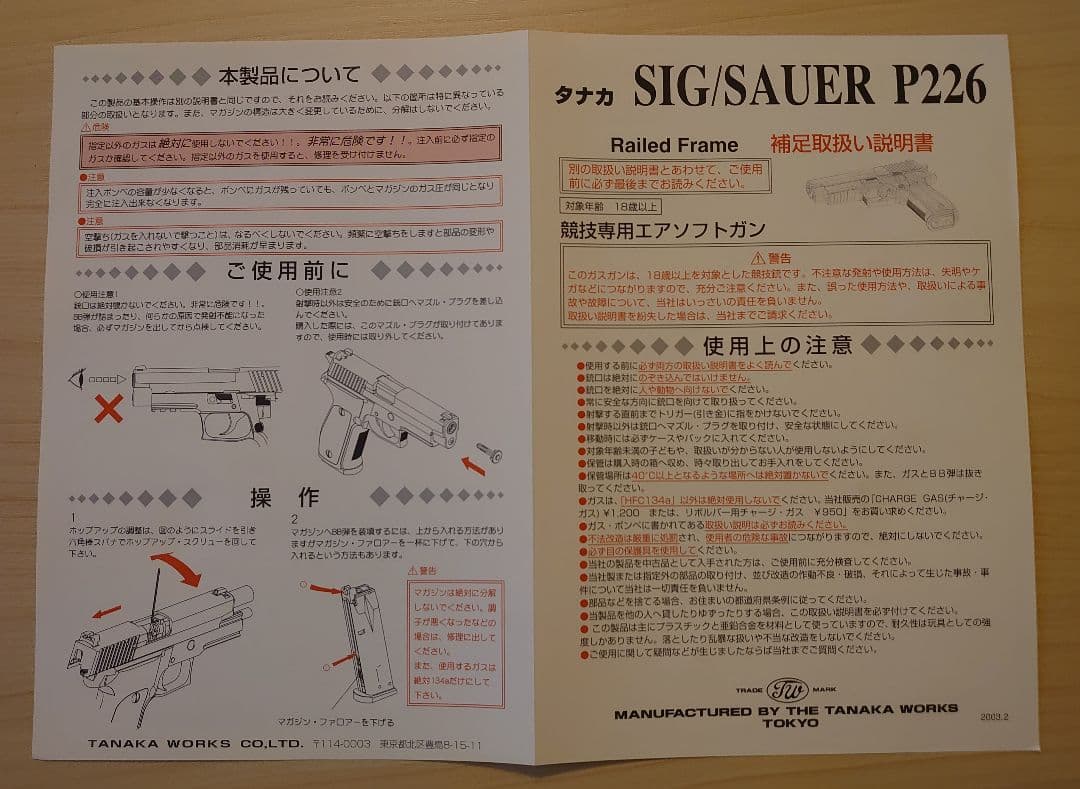 本製品について
この製品の基本操作は別の説明書と同じですので、それをお読みください。以下の箇所は特に異なっている
部分の取扱いとなります。また、マガジンの構造は大きく変更しているために、分解はしないでください。
⚠危険
指定以外のガスは絶対に使用しないでください!!。非常に危険です!!。注入前に必ず指定の
ガスか確認してください。指定以外のガスを使用すると、修理を受け付けません。
●注意
注入ボンベの容量が少なくなると、ボンベにガスが残っていても、ボンベとマガジンのガス圧が同じとなり
完全に注入出来なくなります。
●注意
空撃ち(ガスを入れないで撃つこと)は、なるべくしないでください。頻繁に空撃ちをしますと部品の変形や
破損が引き起こされやすくなり、部品消耗が早まります。
ご使用前に
○使用注意1
銃口は絶対覗かないでください。非常に危険です!!。
BB弾が詰まったり、何らかの原因で発射不能になった
場合、必ずマガジンを出してから点検してください。
○使用注意2
射撃時以外は安全のために銃口へマズル・プラグを差し込
んでください。
購入した際には、このマズル・プラグが取り付けてありま
すので、使用時には取り外してください。
操 作
1
ホップアップの調整は、図のようにスライドを引き
六角棒スパナでホップアップ・スクリューを回して
下さい。
2
マガジンへBB弾を装填するには、上から入れる方法があり
ますがマガジン・ファロアーを一杯に下げて、下の穴から
入れるという方法もあります。
⚠警告
マガジンは絶対に分解
しないでください。調
子が悪くなったなどの
場合は、修理に出して
ください。
また、使用するガスは
絶対134aだけにして
下さい。
マガジン・ファロアーを下げる
TANAKA WORKS CO,LTD. 〒114-0003 東京都北区豊島8-15-11
タナカ SIG/SAUER P226
Railed Frame 補足取扱い説明書
別の取扱い説明書とあわせて、ご使用
前に必ず最後までお読みください。
対象年齢 18歳以上
競技専用エアソフトガン
⚠警告
このガスガンは、18歳以上を対象とした競技銃です。不注意な発射や使用方法は、失明やケ
ガなどにつながりますので、充分ご注意ください。また、誤った使用方法や、取扱いによる事
故や故障について、当社はいっさいの責任を負いません。
取扱い説明書を紛失した場合は、当社までご請求ください。
使用上の注意
●使用する前に必ず両方の取扱い説明書をよく読んでください。
●銃口は絶対にのぞき込んではいけません。
●銃口を絶対に人や動物へ向けないでください。
●常に安全な方向に銃口を向けて取り扱ってください。
●射撃する直前までトリガー(引き金)に指をかけないでください。
●射撃時以外は銃口へマズル・プラグを取り付け、安全な状態にしてください。
●移動時には必ずケースやバックに入れてください。
●対象年齢未満の子どもや、取扱いが分からない人が使用しないようにしてください。
●保管は購入時の箱へ収め、時々取り出してお手入れをしてください。
●保管場所は40℃以上となるような場所へは絶対置かないでください。また、ガスとBB弾は抜き
取ってください。
●ガスは、「HFC134a」以外は絶対使用しないでください。当社販売の「CHARGE GAS(チャージ・
ガス) ¥1,200 または、リボルバー用チャージ・ガス ¥950」をお買い求めください。
●ガス・ボンベに書かれてある取扱い説明は必ずお読みください。
●不法改造は厳重に処罰され、使用者の危険な事故につながりますので、絶対にしないでください。
●必ず目の保護具を使用してください。
●当社の製品を中古品として入手された方は、ご使用前に充分検査してください。
●当社製または指定外の部品の取り付け、並び改造の作動不良・破損、それによって生じた事故・事
件について当社は一切責任を負いません。
●部品などを捨てる場合、お住まいの都道府県条例に従ってください。
●当製品を他の人へ貸したりゆずったりする場合、この取扱い説明書を必ず付けてください。
●この製品は主にプラスチックと亜鉛合金を材料として使っていますので、耐久性は玩具としての強
度しかありません。落としたり乱暴な扱いや不当な改造をしないでください。
●ご使用に関して疑問などが生じましたならば当社までご質問ください。
TRADE TW MARK
MANUFACTURED BY THE TANAKA WORKS
TOKYO
2003.2